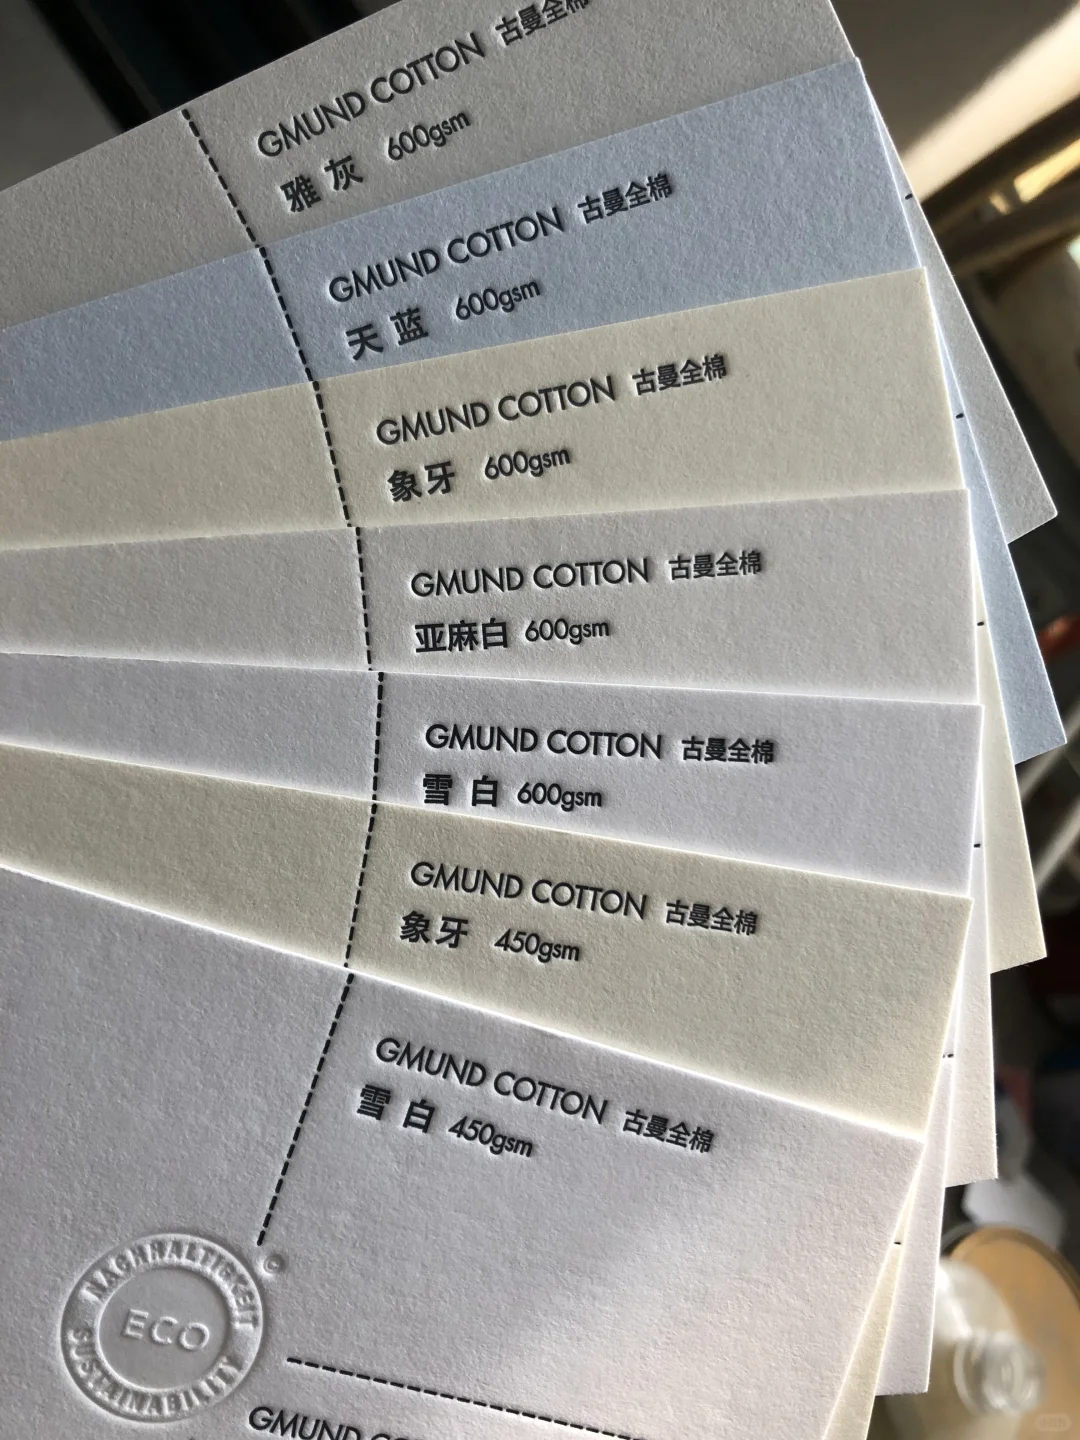 GMUND COTTON 古曼全棉
雅灰 600gsm
GMUND COTTON 古曼全棉
天蓝 600gsm
GMUND COTTON 古曼全棉
象牙 600gsm
GMUND COTTON 古曼全棉
亚麻白 600gsm
GMUND COTTON 古曼全棉
雪白 600gsm
GMUND COTTON 古曼全棉
象牙 450gsm
GMUND COTTON 古曼全棉
雪白 450gsm
NACHHALTIGKEIT
ECO
SUSTAINABILITY
©
GMUND